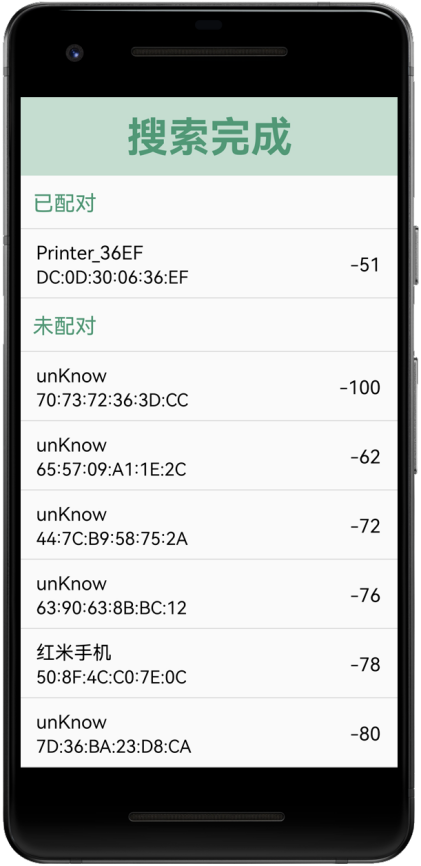 搜索完成
已配对
Printer_36EF
DC:0D:30:06:36:EF
-51
未配对
unKnow
70:73:72:36:3D:CC
-100
unKnow
65:57:09:A1:1E:2C
-62
unKnow
44:7C:B9:58:75:2A
-72
unKnow
63:90:63:8B:BC:12
-76
红米手机
50:8F:4C:C0:7E:0C
-78
unKnow
7D:36:BA:23:D8:CA
-80